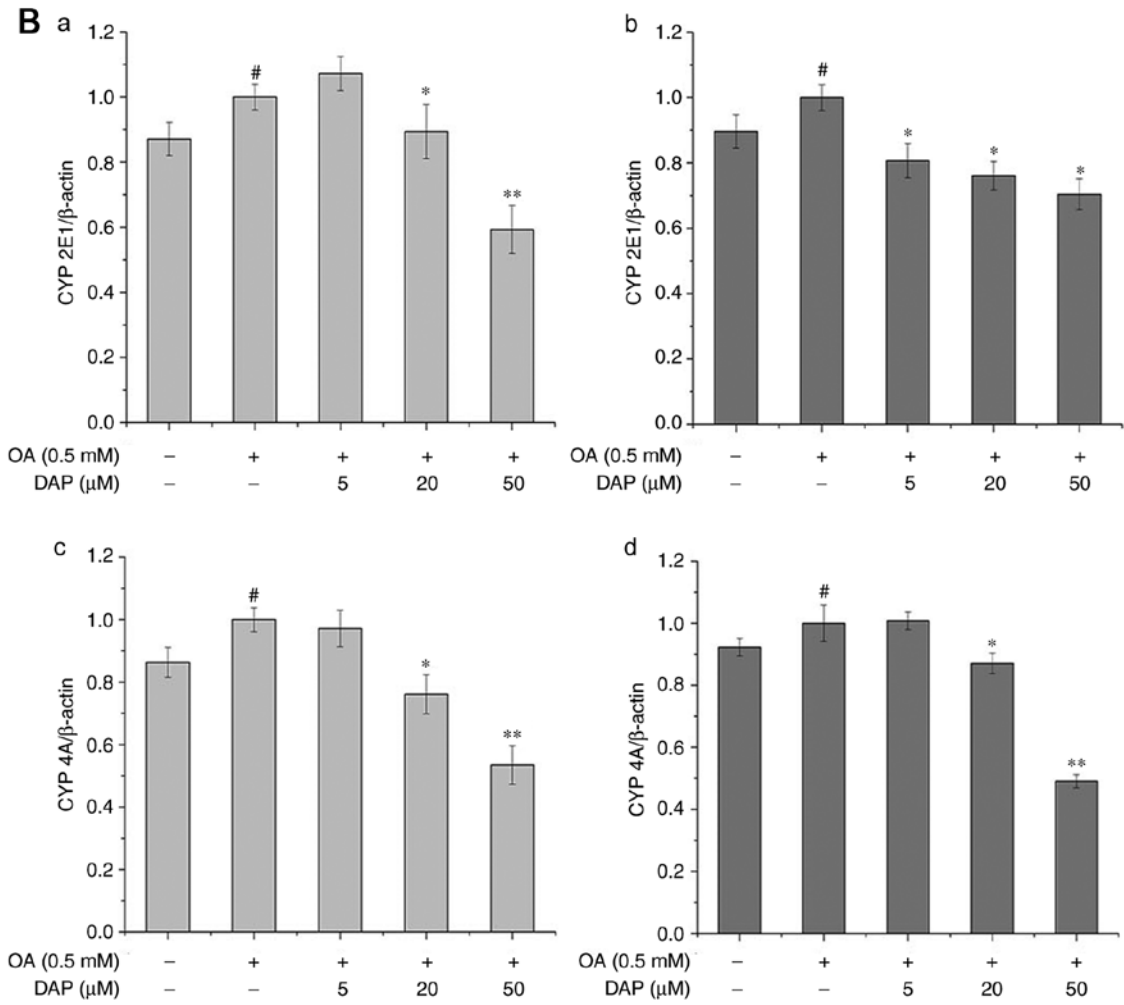 B a
1.2
1.0
0.8
0.6
0.4
0.2
0.0
CYP 2E1/β-actin
#
*
**
OA (0.5 mM) – + + + +
DAP (μM) – – 5 20 50
b
1.2
1.0
0.8
0.6
0.4
0.2
0.0
CYP 2E1/β-actin
#
*
*
*
OA (0.5 mM) – + + + +
DAP (μM) – – 5 20 50
c
1.2
1.0
0.8
0.6
0.4
0.2
0.0
CYP 4A/β-actin
#
*
**
OA (0.5 mM) – + + + +
DAP (μM) – – 5 20 50
d
1.2
1.0
0.8
0.6
0.4
0.2
0.0
CYP 4A/β-actin
#
*
**
OA (0.5 mM) – + + + +
DAP (μM) – – 5 20 50